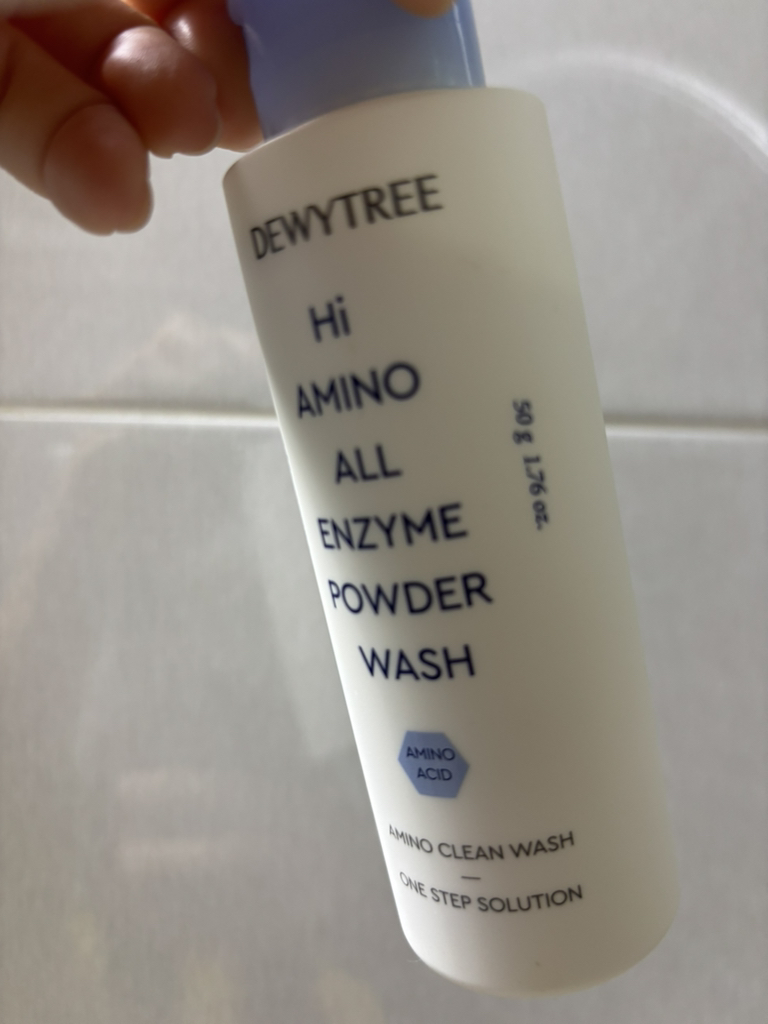 DEWYTREE
Hi
AMINO
ALL
ENZYME
POWDER
WASH
50 g 1.76 oz.
AMINO
ACID
AMINO CLEAN WASH
—
ONE STEP SOLUTION